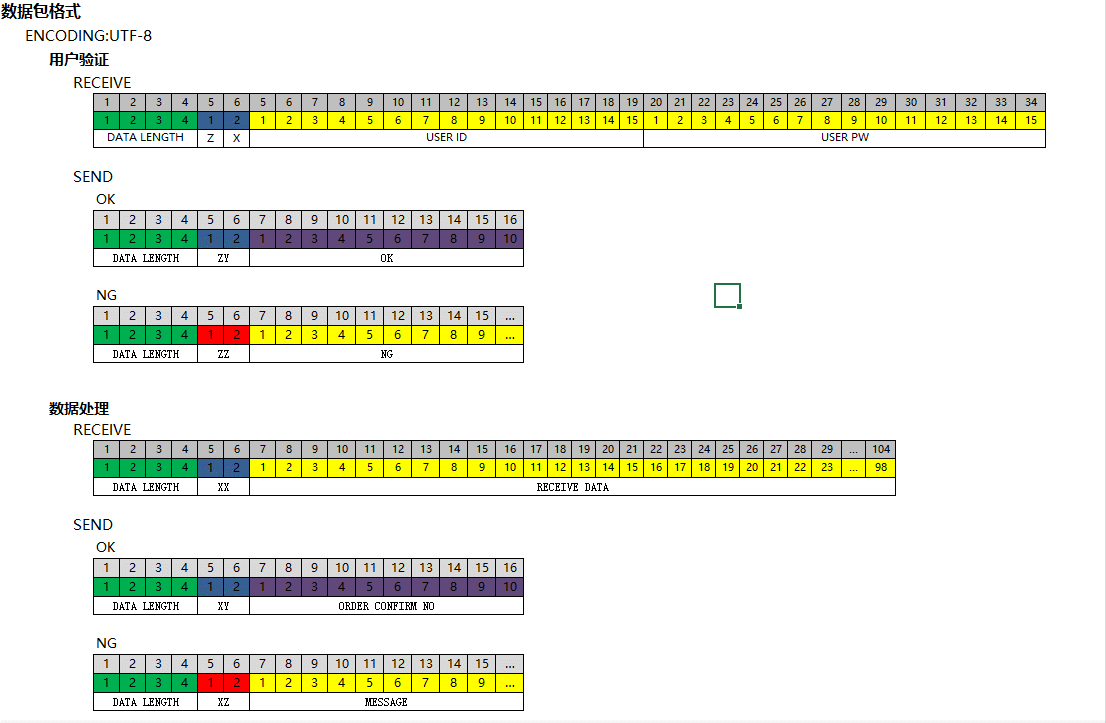 数据包格式
ENCODING:UTF-8
用户验证
RECEIVE
1 2 3 4 5 6 5 6 7 8 9 10 11 12 13 14 15 16 17 18 19 20 21 22 23 24 25 26 27 28 29 30 31 32 33 34
1 2 3 4 1 2 1 2 3 4 5 6 7 8 9 10 11 12 13 14 15 1 2 3 4 5 6 7 8 9 10 11 12 13 14 15
DATA LENGTH Z X USER ID USER PW
SEND
OK
1 2 3 4 5 6 7 8 9 10 11 12 13 14 15 16
1 2 3 4 1 2 1 2 3 4 5 6 7 8 9 10
DATA LENGTH ZY OK
NG
1 2 3 4 5 6 7 8 9 10 11 12 13 14 15 ...
1 2 3 4 1 2 1 2 3 4 5 6 7 8 9 ...
DATA LENGTH ZZ NG
数据处理
RECEIVE
1 2 3 4 5 6 7 8 9 10 11 12 13 14 15 16 17 18 19 20 21 22 23 24 25 26 27 28 29 ... 104
1 2 3 4 1 2 1 2 3 4 5 6 7 8 9 10 11 12 13 14 15 16 17 18 19 20 21 22 23 ... 98
DATA LENGTH XX RECEIVE DATA
SEND
OK
1 2 3 4 5 6 7 8 9 10 11 12 13 14 15 16
1 2 3 4 1 2 1 2 3 4 5 6 7 8 9 10
DATA LENGTH XY ORDER CONFIRM NO
NG
1 2 3 4 5 6 7 8 9 10 11 12 13 14 15 ...
1 2 3 4 1 2 1 2 3 4 5 6 7 8 9 ...
DATA LENGTH XZ MESSAGE